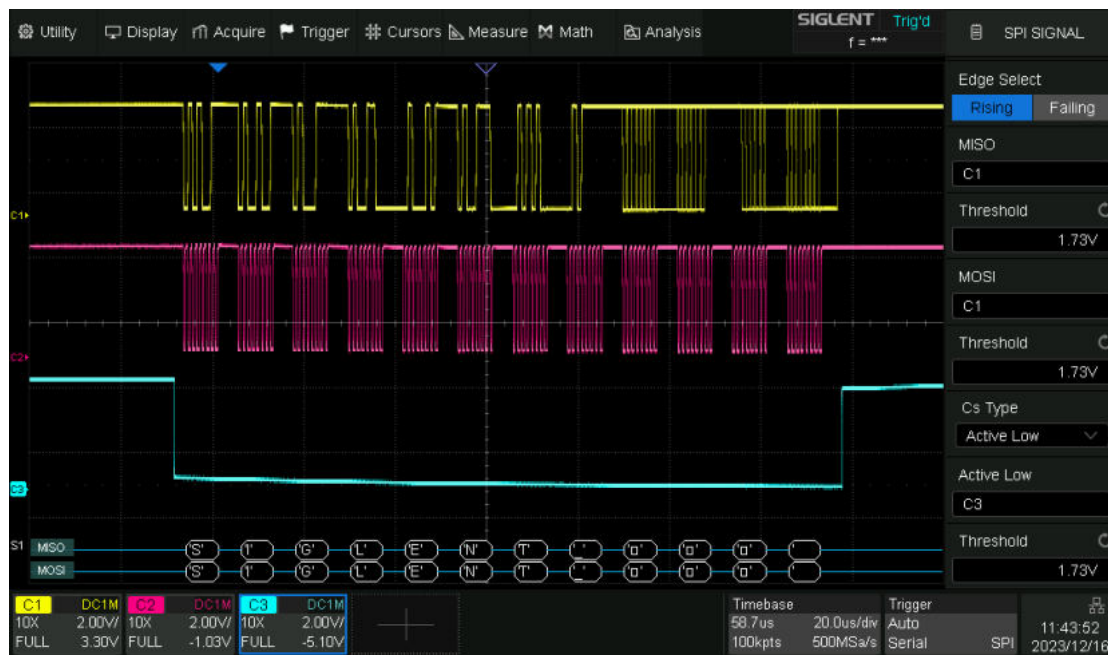 Utility Display Acquire Trigger Cursors Measure Math Analysis
SIGLENT Trig'd
f = ***
SPI SIGNAL
Edge Select
Rising Falling
MISO
C1
Threshold
1.73V
MOSI
C1
Threshold
1.73V
Cs Type
Active Low
Active Low
C3
Threshold
1.73V
C1
C2
C3
S1 MISO 'S' 'I' 'G' 'L' 'E' 'N' 'T' '_' '¤' '¤' '¤' '
MOSI 'S' 'I' 'G' 'L' 'E' 'N' 'T' '_' '¤' '¤' '¤' '
C1 DC1M C2 DC1M C3 DC1M
10X 2.00V/ 10X 2.00V/ 10X 2.00V/
FULL 3.30V FULL -1.03V FULL -5.10V
Timebase Trigger
58.7us 20.0us/div Auto
100kpts 500MSa/s Serial SPI
11:43:52
2023/12/16